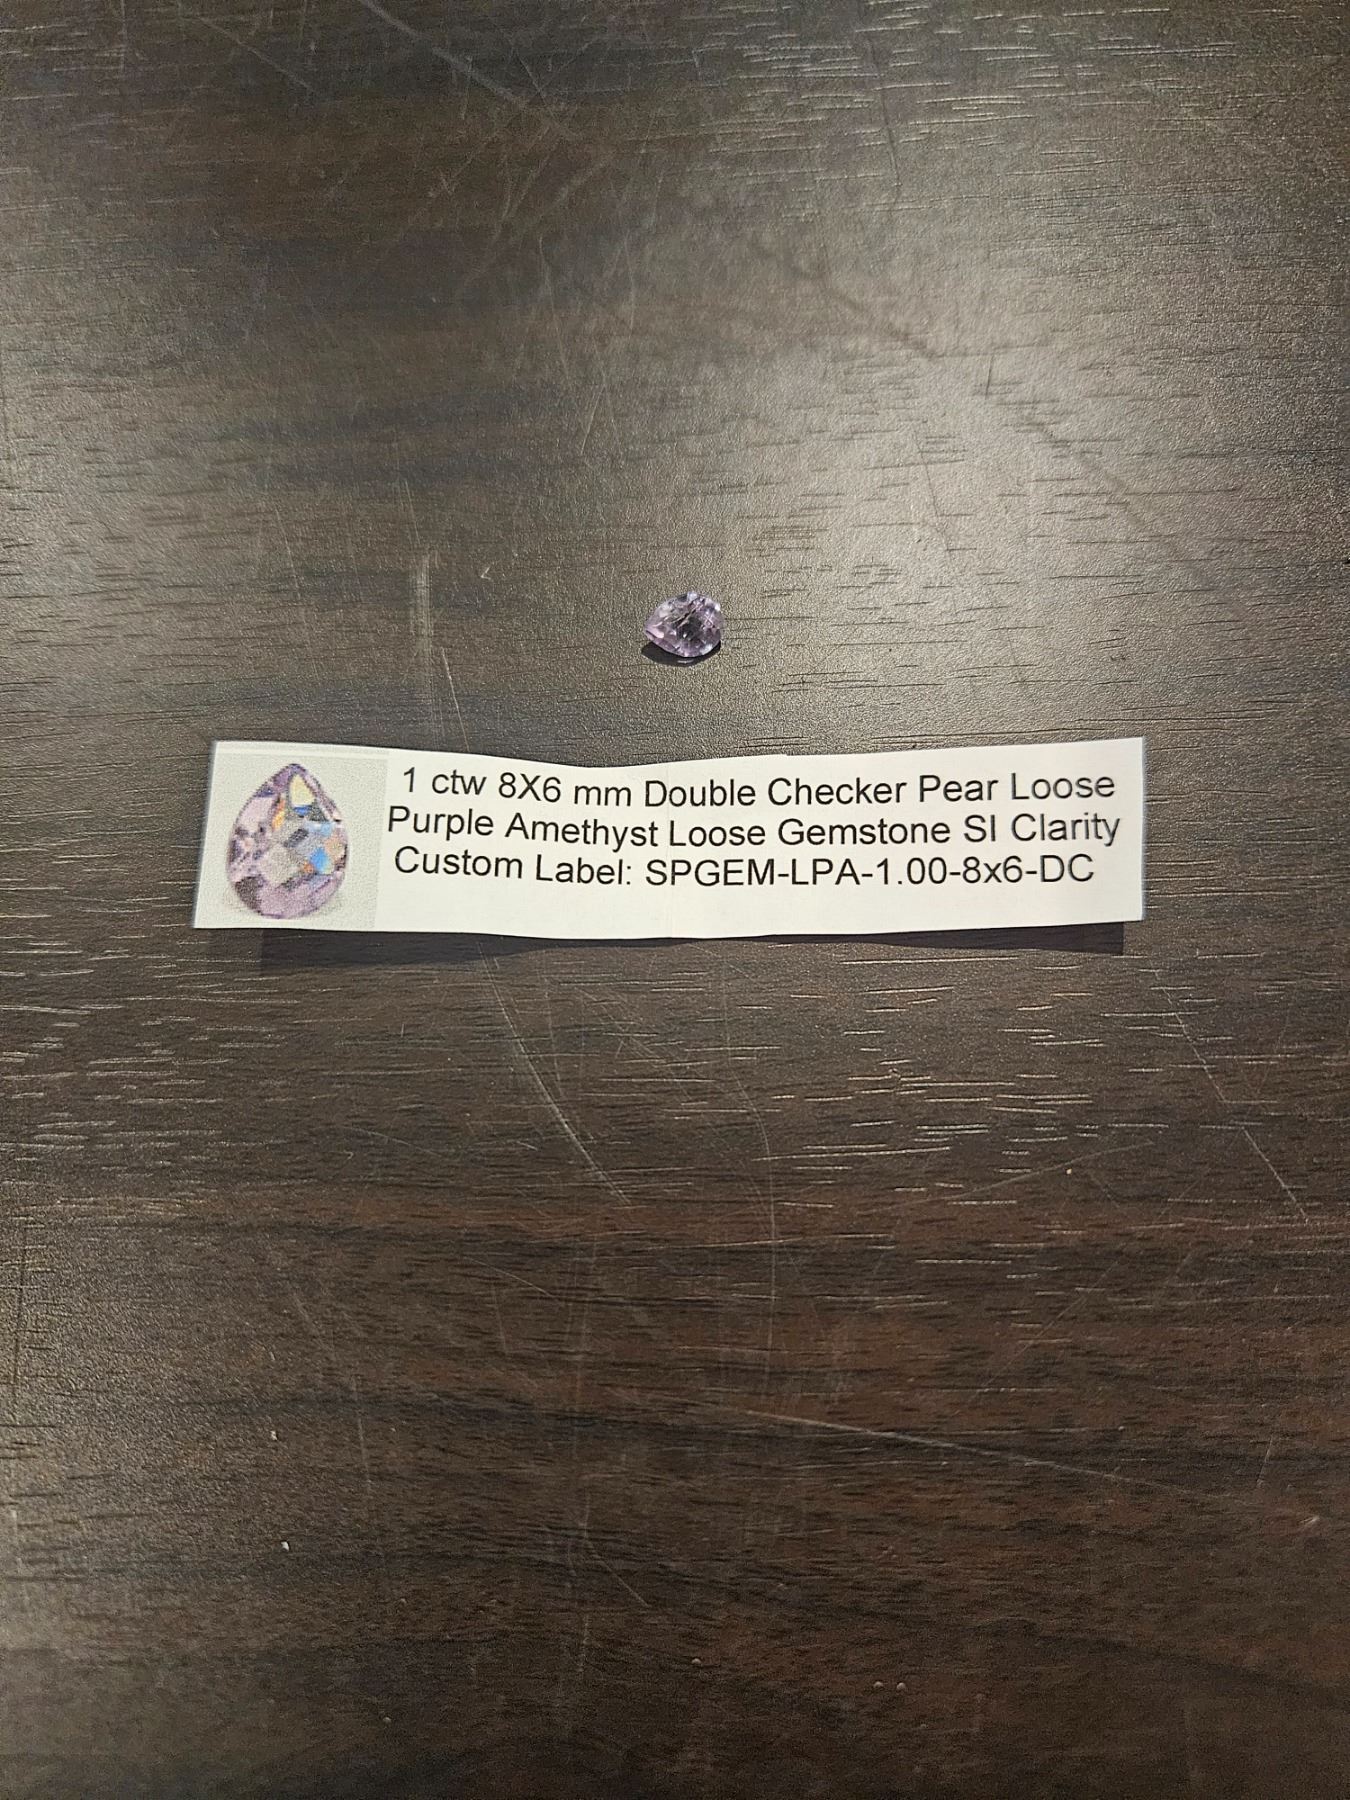 1 ctw 8X6 mm Double Checker Pear Loose
Purple Amethyst Loose Gemstone SI Clarity
Custom Label: SPGEM-LPA-1.00-8x6-DC